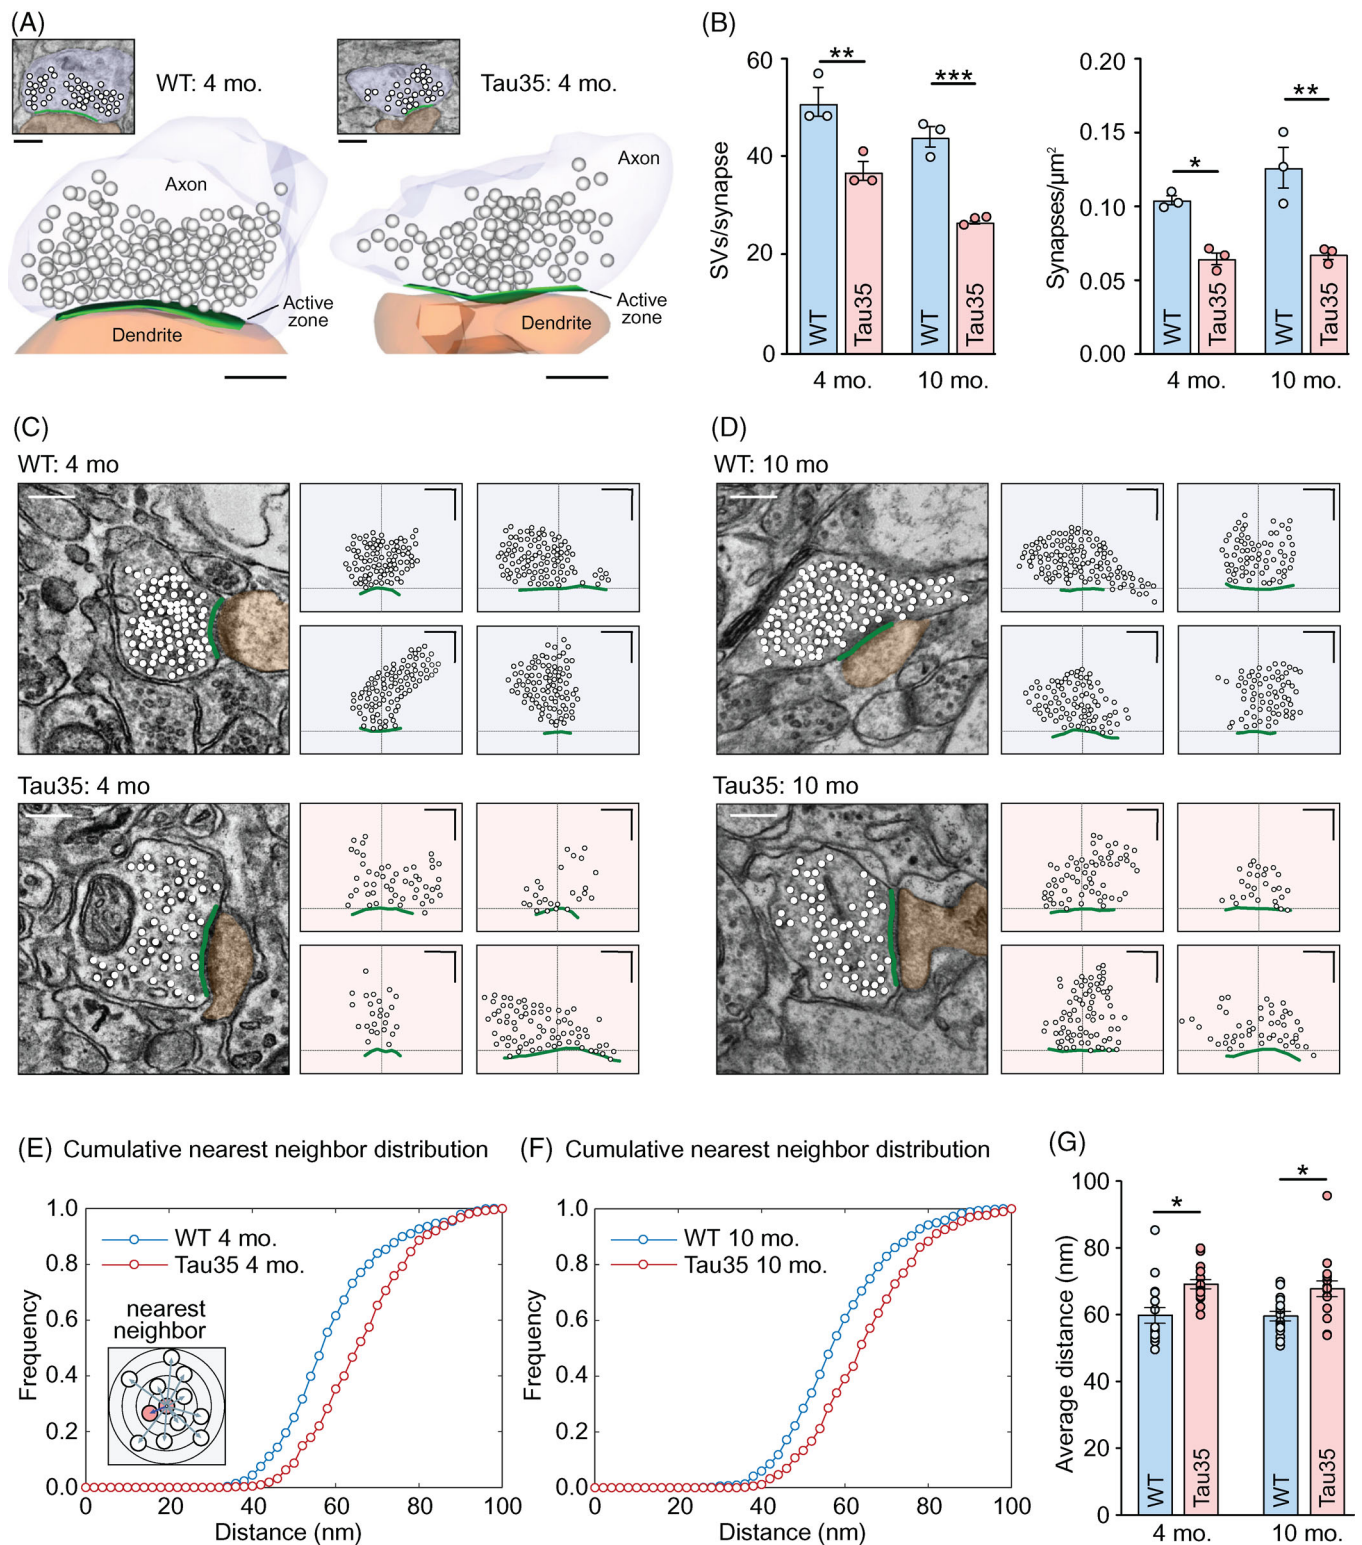 (A)
WT: 4 mo.
Tau35: 4 mo.
Axon
Active
zone
Dendrite
Axon
Active
zone
Dendrite
(B)
SVs/synapse
60
40
20
0
**
***
WT
Tau35
WT
Tau35
4 mo.
10 mo.
Synapses/µm²
0.20
0.15
0.10
0.05
0.00
*
**
WT
Tau35
WT
Tau35
4 mo.
10 mo.
(C)
WT: 4 mo
Tau35: 4 mo
(D)
WT: 10 mo
Tau35: 10 mo
(E) Cumulative nearest neighbor distribution
Frequency
1.0
0.8
0.6
0.4
0.2
0.0
WT 4 mo.
Tau35 4 mo.
nearest
neighbor
0 20 40 60 80 100
Distance (nm)
(F) Cumulative nearest neighbor distribution
Frequency
1.0
0.8
0.6
0.4
0.2
0.0
WT 10 mo.
Tau35 10 mo.
0 20 40 60 80 100
Distance (nm)
(G)
Average distance (nm)
100
80
60
40
20
0
*
*
WT
Tau35
WT
Tau35
4 mo.
10 mo.